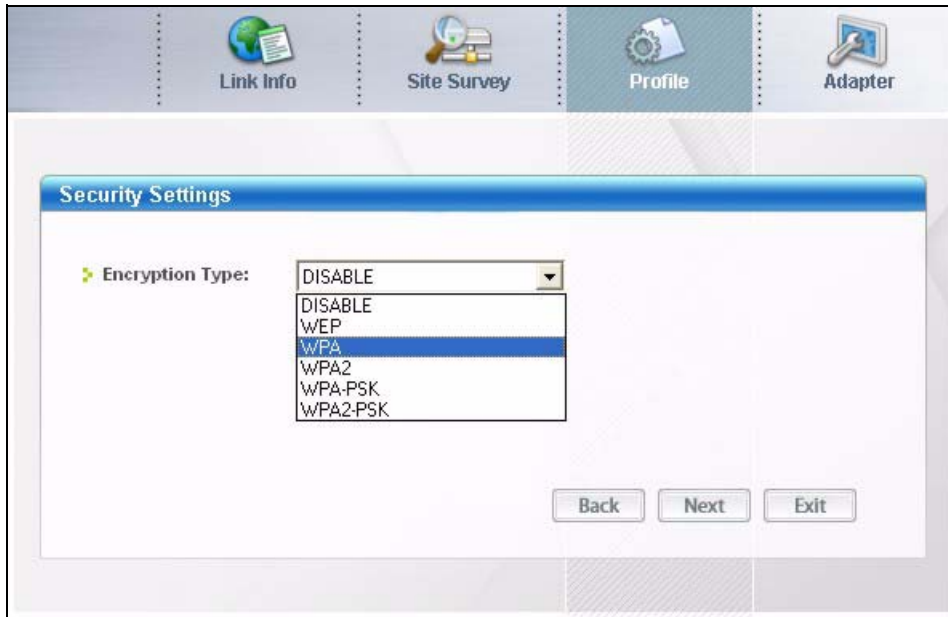 Link Info
Site Survey
Profile
Adapter
Security Settings
Encryption Type:
DISABLE
DISABLE
WEP
WPA
WPA2
WPA-PSK
WPA2-PSK
Back
Next
Exit